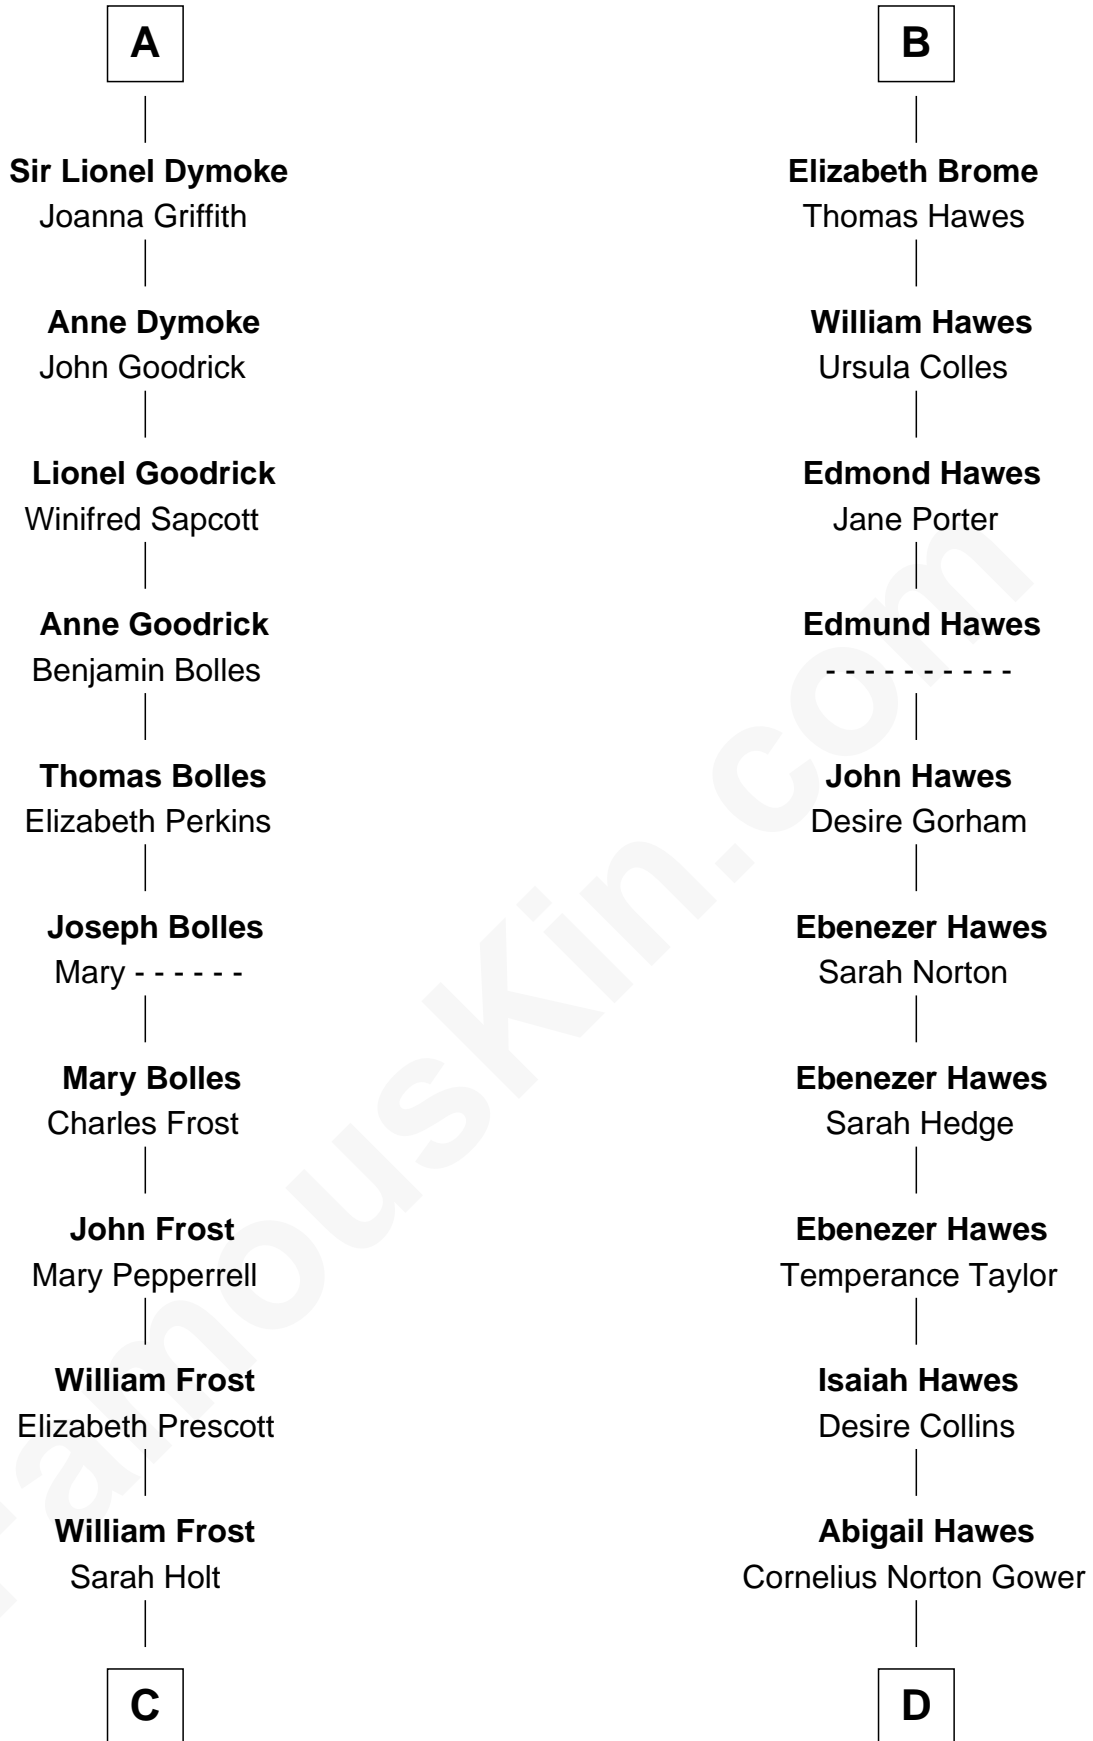 A
Sir Lionel Dymoke
Joanna Griffith
Anne Dymoke
John Goodrick
Lionel Goodrick
Winifred Sapcott
Anne Goodrick
Benjamin Bolles
Thomas Bolles
Elizabeth Perkins
Joseph Bolles
Mary - - - - - -
Mary Bolles
Charles Frost
John Frost
Mary Pepperrell
William Frost
Elizabeth Prescott
William Frost
Sarah Holt
C
B
Elizabeth Brome
Thomas Hawes
William Hawes
Ursula Colles
Edmond Hawes
Jane Porter
Edmund Hawes
- - - - - - - - - -
John Hawes
Desire Gorham
Ebenezer Hawes
Sarah Norton
Ebenezer Hawes
Sarah Hedge
Ebenezer Hawes
Temperance Taylor
Isaiah Hawes
Desire Collins
Abigail Hawes
Cornelius Norton Gower
D
FamousKin.com